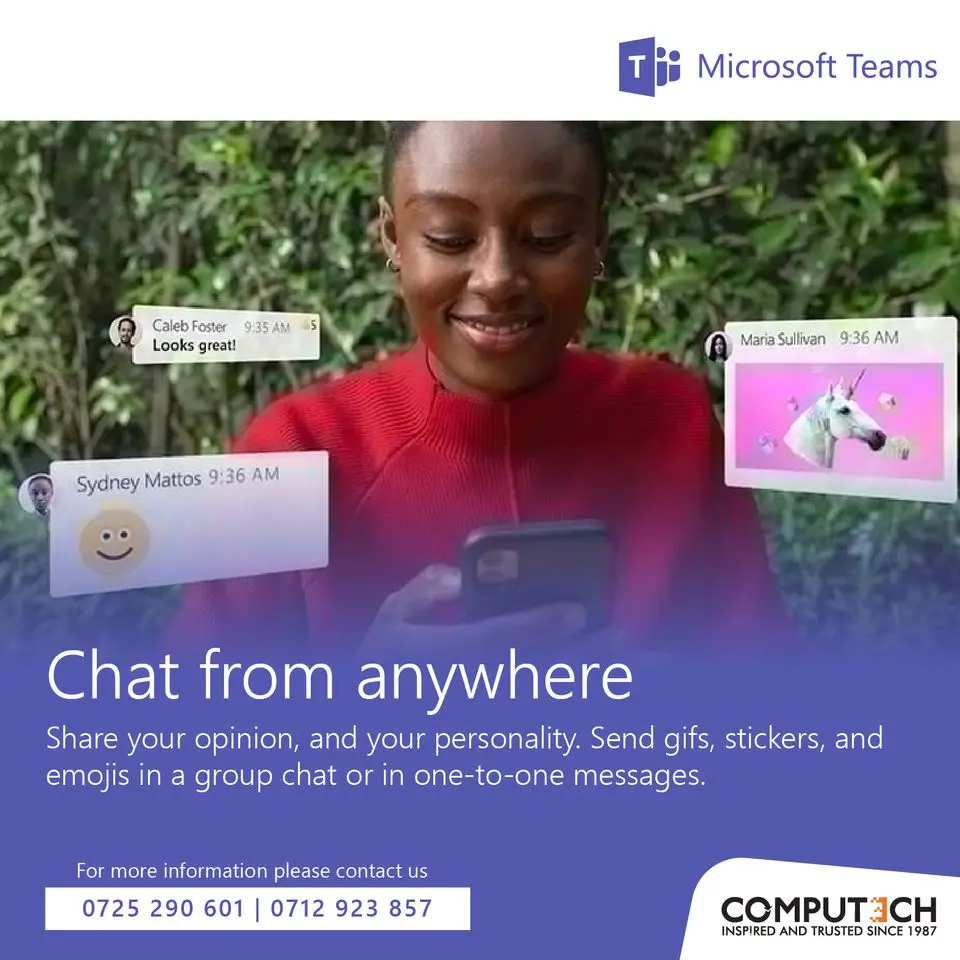 Microsoft Teams
Caleb Foster 9:35 AM 5
Looks great!
Maria Sullivan 9:36 AM
Sydney Mattos 9:36 AM
Chat from anywhere
Share your opinion, and your personality. Send gifs, stickers, and
emojis in a group chat or in one-to-one messages.
For more information please contact us
0725 290 601 | 0712 923 857
COMPUTECH
INSPIRED AND TRUSTED SINCE 1987